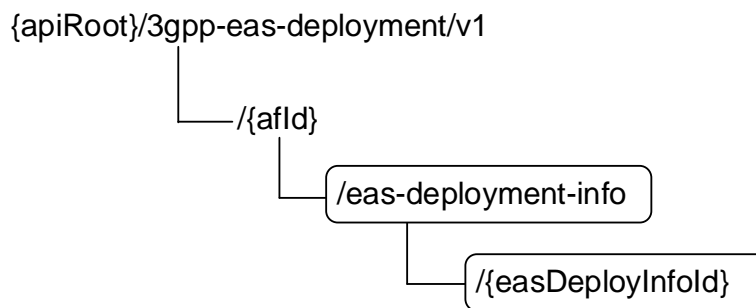 {apiRoot}/3gpp-eas-deployment/v1
/{afId}
/eas-deployment-info
/{easDeployInfoId}